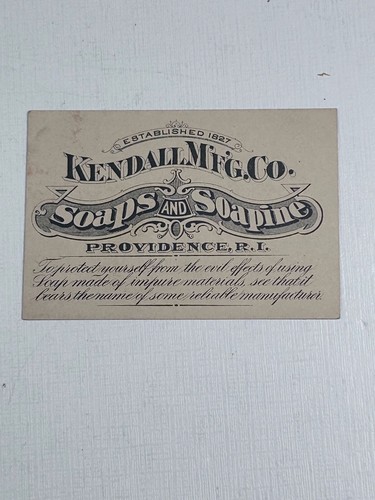 ESTABLISHED 1827
KENDALL M'F'G. CO.
Soaps AND Soapine
PROVIDENCE, R.I.
To protect yourself from the evil effects of using
Soap made of impure materials, see that it
bears the name of some reliable manufacturer.